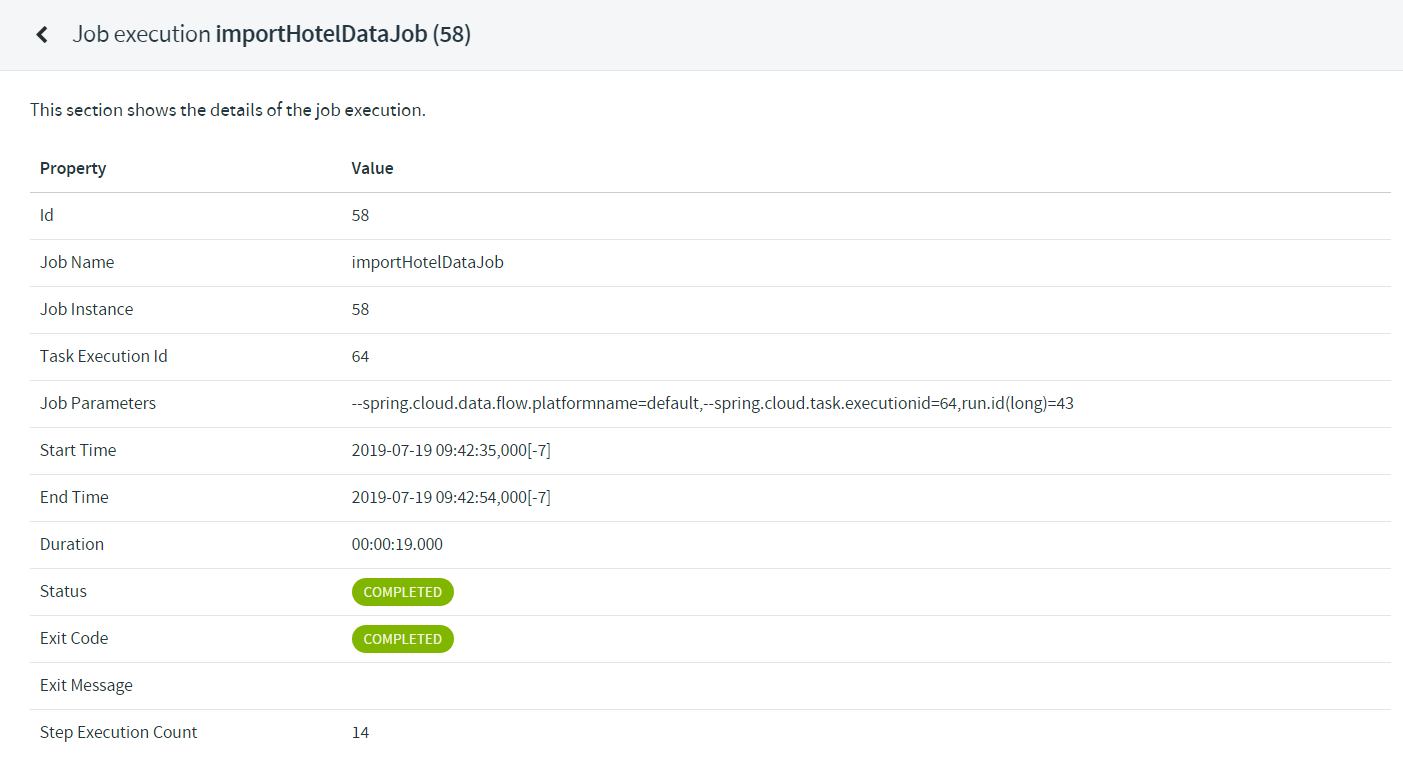 Job execution importHotelDataJob (58)
This section shows the details of the job execution.
Property Value
Id 58
Job Name importHotelDataJob
Job Instance 58
Task Execution Id 64
Job Parameters --spring.cloud.data.flow.platformname=default,--spring.cloud.task.executionid=64,run.id(long)=43
Start Time 2019-07-19 09:42:35,000[-7]
End Time 2019-07-19 09:42:54,000[-7]
Duration 00:00:19.000
Status COMPLETED
Exit Code COMPLETED
Exit Message
Step Execution Count 14